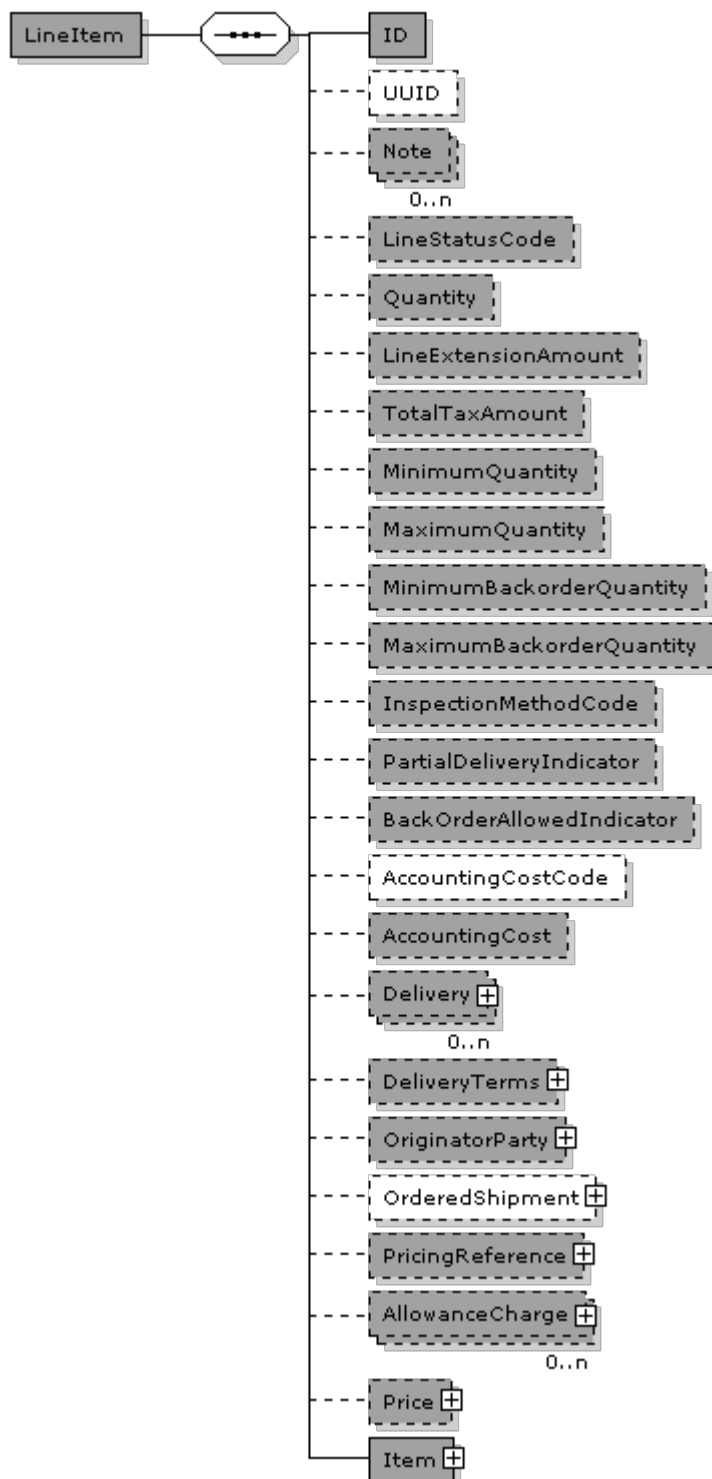 LineItem
ID
UUID
Note
0..n
LineStatusCode
Quantity
LineExtensionAmount
TotalTaxAmount
MinimumQuantity
MaximumQuantity
MinimumBackorderQuantity
MaximumBackorderQuantity
InspectionMethodCode
PartialDeliveryIndicator
BackOrderAllowedIndicator
AccountingCostCode
AccountingCost
Delivery
0..n
DeliveryTerms
OriginatorParty
OrderedShipment
PricingReference
AllowanceCharge
0..n
Price
Item